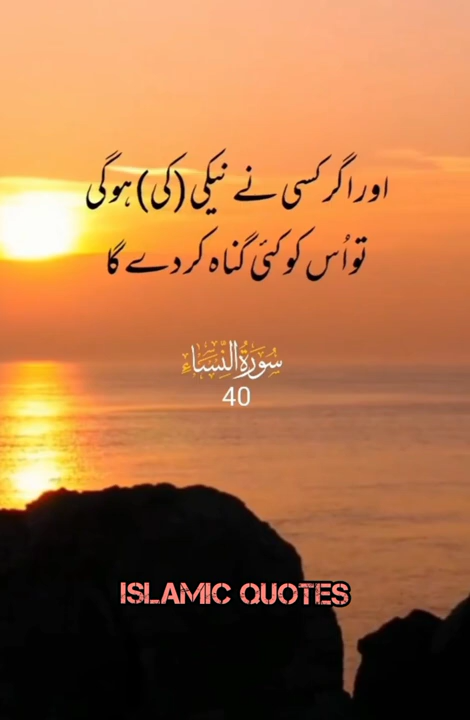 اور اگر کسی نے نیکی (کی) ہوگی
تو اُس کو کئی گناہ کر دے گا
سُورَةُ النِّسَاء
40
ISLAMIC QUOTES